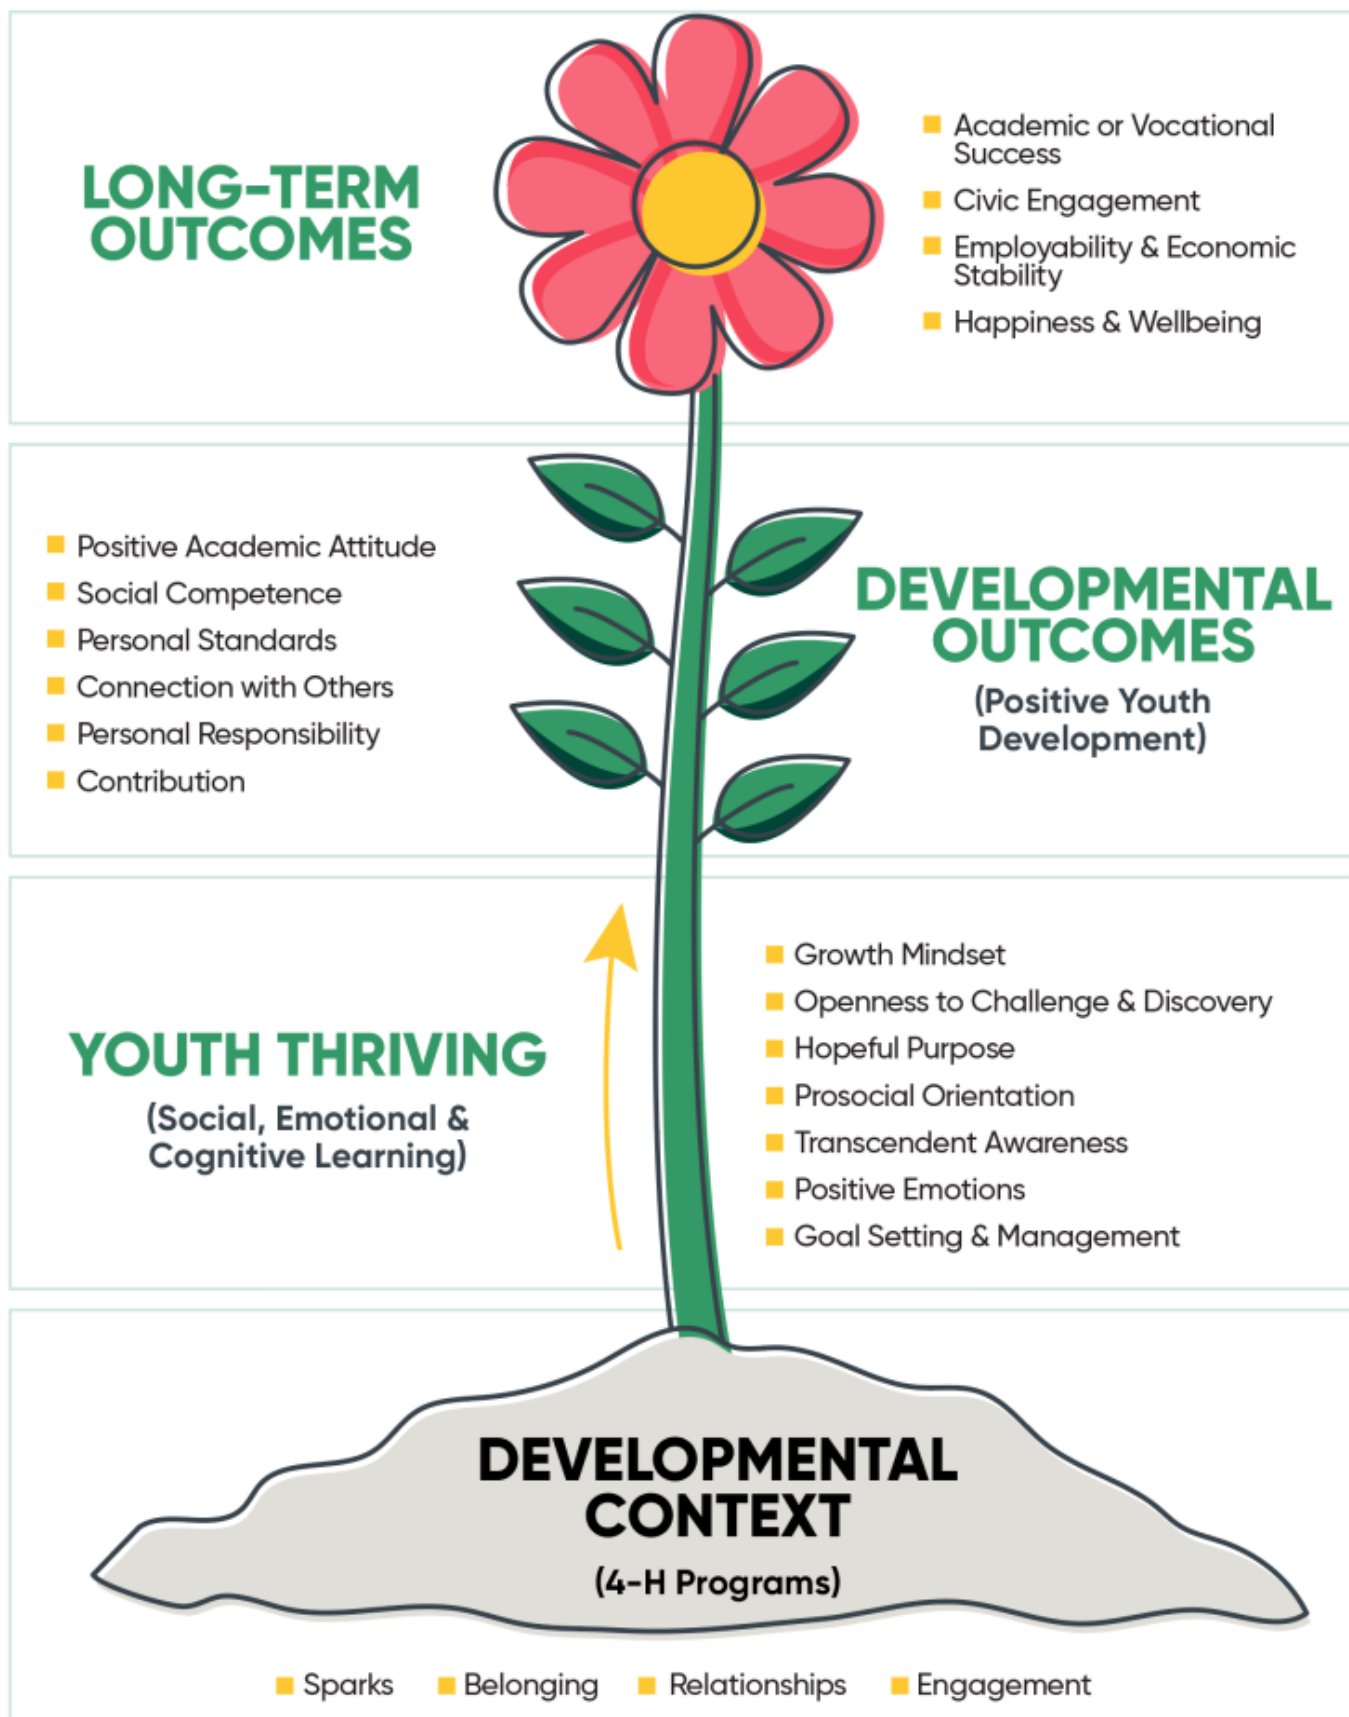 LONG-TERM
OUTCOMES
Academic or Vocational
Success
Civic Engagement
Employability & Economic
Stability
Happiness & Wellbeing
Positive Academic Attitude
Social Competence
Personal Standards
Connection with Others
Personal Responsibility
Contribution
DEVELOPMENTAL
OUTCOMES
(Positive Youth
Development)
YOUTH THRIVING
(Social, Emotional &
Cognitive Learning)
Growth Mindset
Openness to Challenge & Discovery
Hopeful Purpose
Prosocial Orientation
Transcendent Awareness
Positive Emotions
Goal Setting & Management
DEVELOPMENTAL
CONTEXT
(4-H Programs)
Sparks Belonging Relationships Engagement